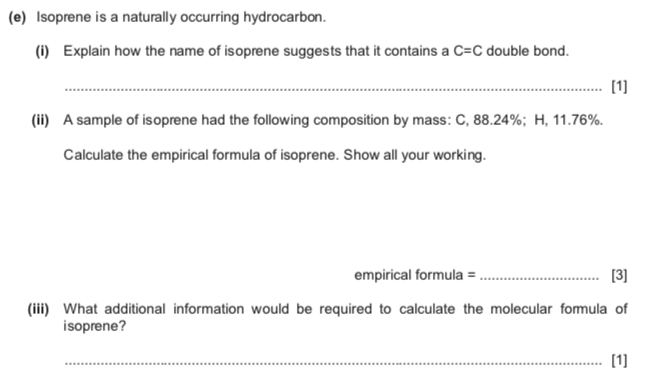 (e) Isoprene is a naturally occurring hydrocarbon.
(i) Explain how the name of isoprene suggests that it contains a C=C double bond.
.............................................................................................................................. [1]
(ii) A sample of isoprene had the following composition by mass: C, 88.24%; H, 11.76%.
Calculate the empirical formula of isoprene. Show all your working.
empirical formula = .............................. [3]
(iii) What additional information would be required to calculate the molecular formula of
isoprene?
.............................................................................................................................. [1]